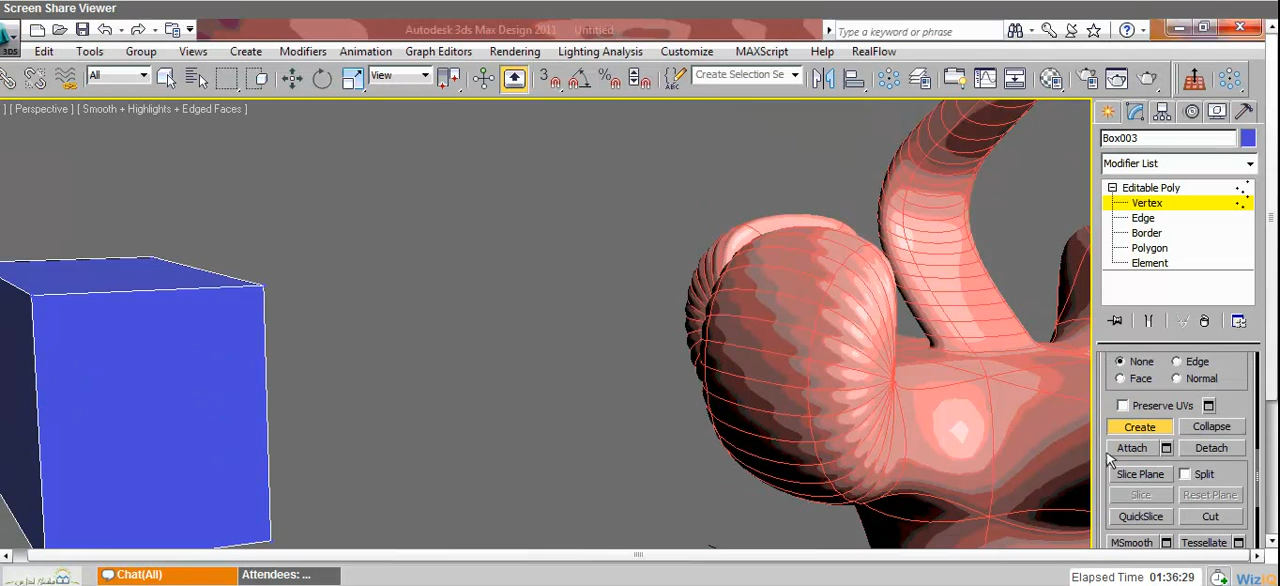 Screen Share Viewer
Autodesk 3ds Max Design 2011 Untitled
Type a keyword or phrase
3DS
Edit Tools Group Views Create Modifiers Animation Graph Editors Rendering Lighting Analysis Customize MAXScript Help RealFlow
All
View
3
ABC
Create Selection Se
] [ Perspective ] [ Smooth + Highlights + Edged Faces ]
Box003
Modifier List
Editable Poly
Vertex
Edge
Border
Polygon
Element
None Edge
Face Normal
Preserve UVs
Create Collapse
Attach Detach
Slice Plane Split
Slice Reset Plane
QuickSlice Cut
MSmooth Tessellate
Chat(All) Attendees: ...
Elapsed Time 01:36:29